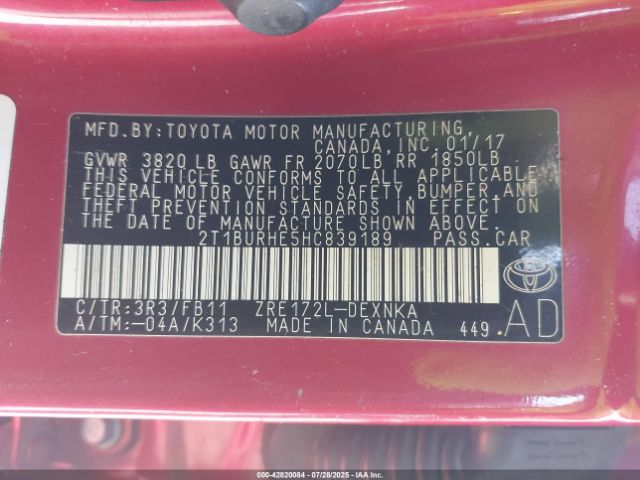 MFD.BY:TOYOTA MOTOR MANUFACTURING,
CANADA,INC.01/17
GVWR 3820 LB GAWR FR 2070LB RR 1850LB
THIS VEHICLE CONFORMS TO ALL APPLICABLE
FEDERAL MOTOR VEHICLE SAFETY, BUMPER AND
THEFT PREVENTION STANDARDS IN EFFECT ON
THE DATE OF MANUFACTURE SHOWN ABOVE.
2T1BURHE5HC839189 PASS.CAR
C/TR:3R3/FB11 ZRE172L-DEXNKA
A/TM:-04A/K313 MADE IN CANADA 449 AD
000-42820084 | 07/28/2025 | IAAI.COM